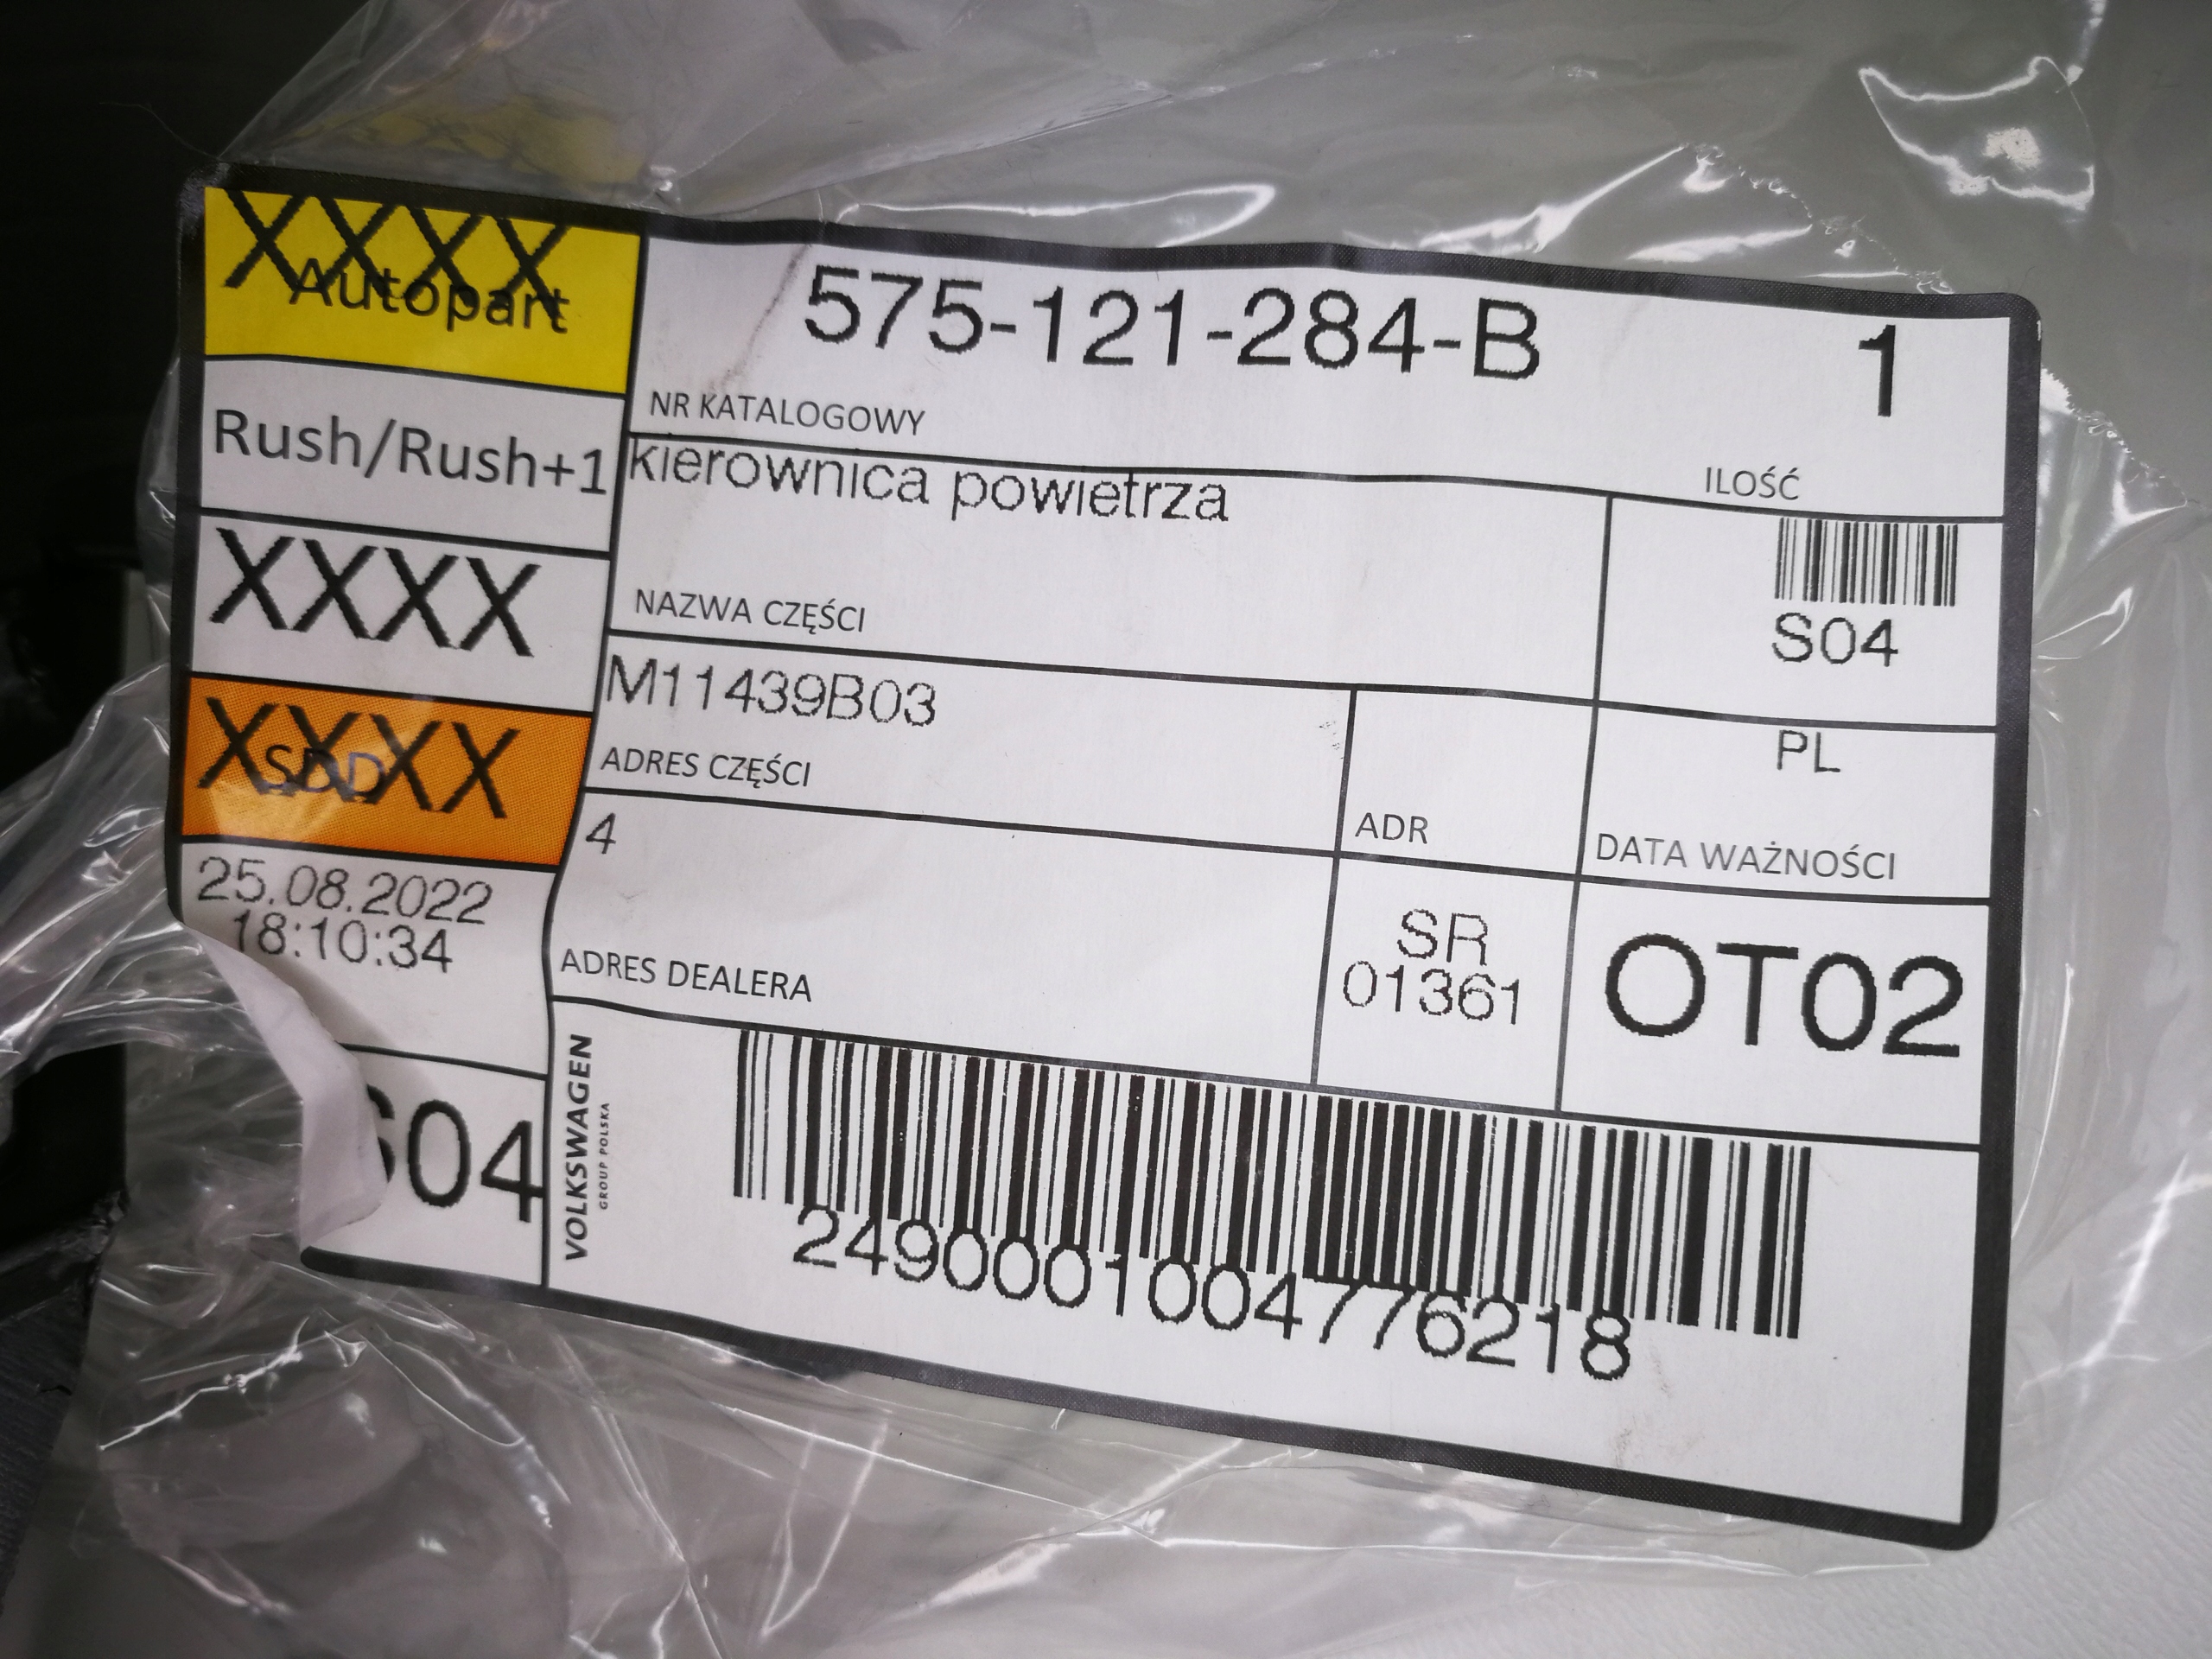 XXXX
Autopart
575-121-284-B
1
NR KATALOGOWY
ILOŚĆ
Rush/Rush+1
kierownica powietrza
NAZWA CZĘŚCI
S04
XXXX
M11439B03
ADRES CZĘŚCI
ADR
PL
DATA WAŻNOŚCI
XXXX
SDD
4
ADRES DEALERA
SR
01361
OT02
25.08.2022
18:10:34
S04
VOLKSWAGEN
GROUP POLSKA
2490001004776218